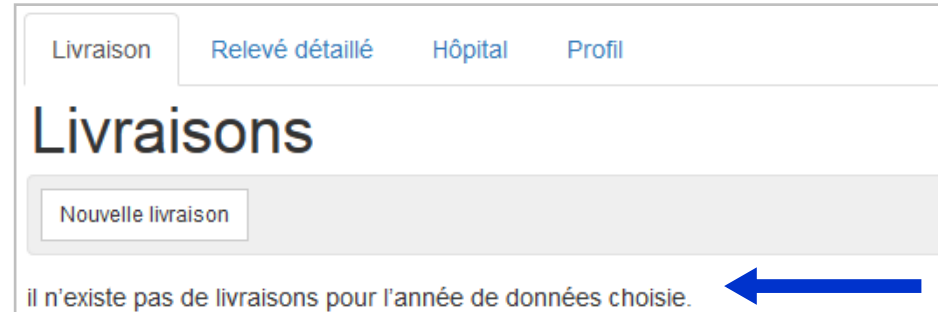 Livraison Relevé détaillé Hôpital Profil
Livraisons
Nouvelle livraison
il n’existe pas de livraisons pour l’année de données choisie.